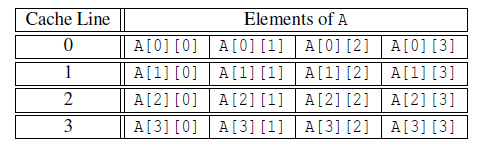 Cache Line Elements of A
0 A[0][0] A[0][1] A[0][2] A[0][3]
1 A[1][0] A[1][1] A[1][2] A[1][3]
2 A[2][0] A[2][1] A[2][2] A[2][3]
3 A[3][0] A[3][1] A[3][2] A[3][3]